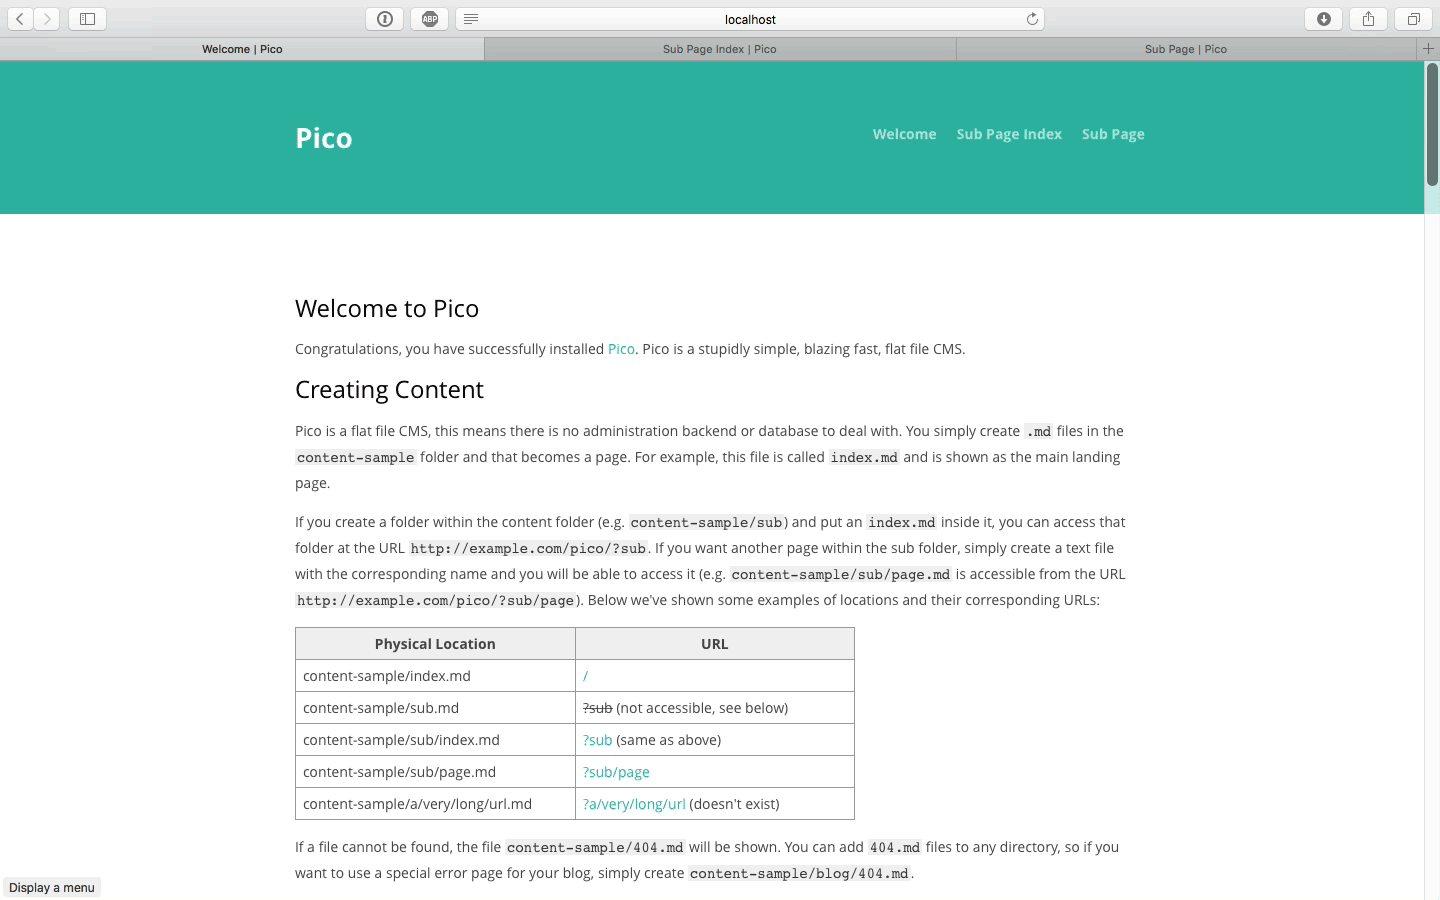 ABP
localhost
Welcome | Pico
Sub Page Index | Pico
Sub Page | Pico
Pico
Welcome
Sub Page Index
Sub Page
Welcome to Pico
Congratulations, you have successfully installed Pico. Pico is a stupidly simple, blazing fast, flat file CMS.
Creating Content
Pico is a flat file CMS, this means there is no administration backend or database to deal with. You simply create .md files in the
content-sample folder and that becomes a page. For example, this file is called index.md and is shown as the main landing
page.
If you create a folder within the content folder (e.g. content-sample/sub) and put an index.md inside it, you can access that
folder at the URL http://example.com/pico/?sub. If you want another page within the sub folder, simply create a text file
with the corresponding name and you will be able to access it (e.g. content-sample/sub/page.md is accessible from the URL
http://example.com/pico/?sub/page). Below we've shown some examples of locations and their corresponding URLs:
Physical Location URL
content-sample/index.md /
content-sample/sub.md ?sub (not accessible, see below)
content-sample/sub/index.md ?sub (same as above)
content-sample/sub/page.md ?sub/page
content-sample/a/very/long/url.md ?a/very/long/url (doesn't exist)
If a file cannot be found, the file content-sample/404.md will be shown. You can add 404.md files to any directory, so if you
want to use a special error page for your blog, simply create content-sample/blog/404.md.
Display a menu